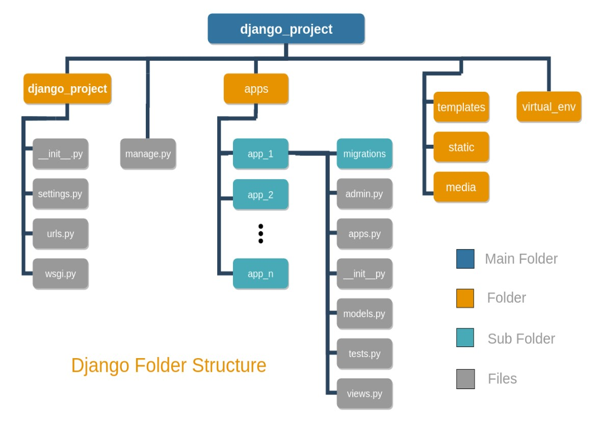 django_project
django_project
apps
templates
virtual_env
static
media
__init__.py
settings.py
urls.py
wsgi.py
manage.py
app_1
app_2
app_n
migrations
admin.py
apps.py
__init__py
models.py
tests.py
views.py
Main Folder
Folder
Sub Folder
Files
Django Folder Structure